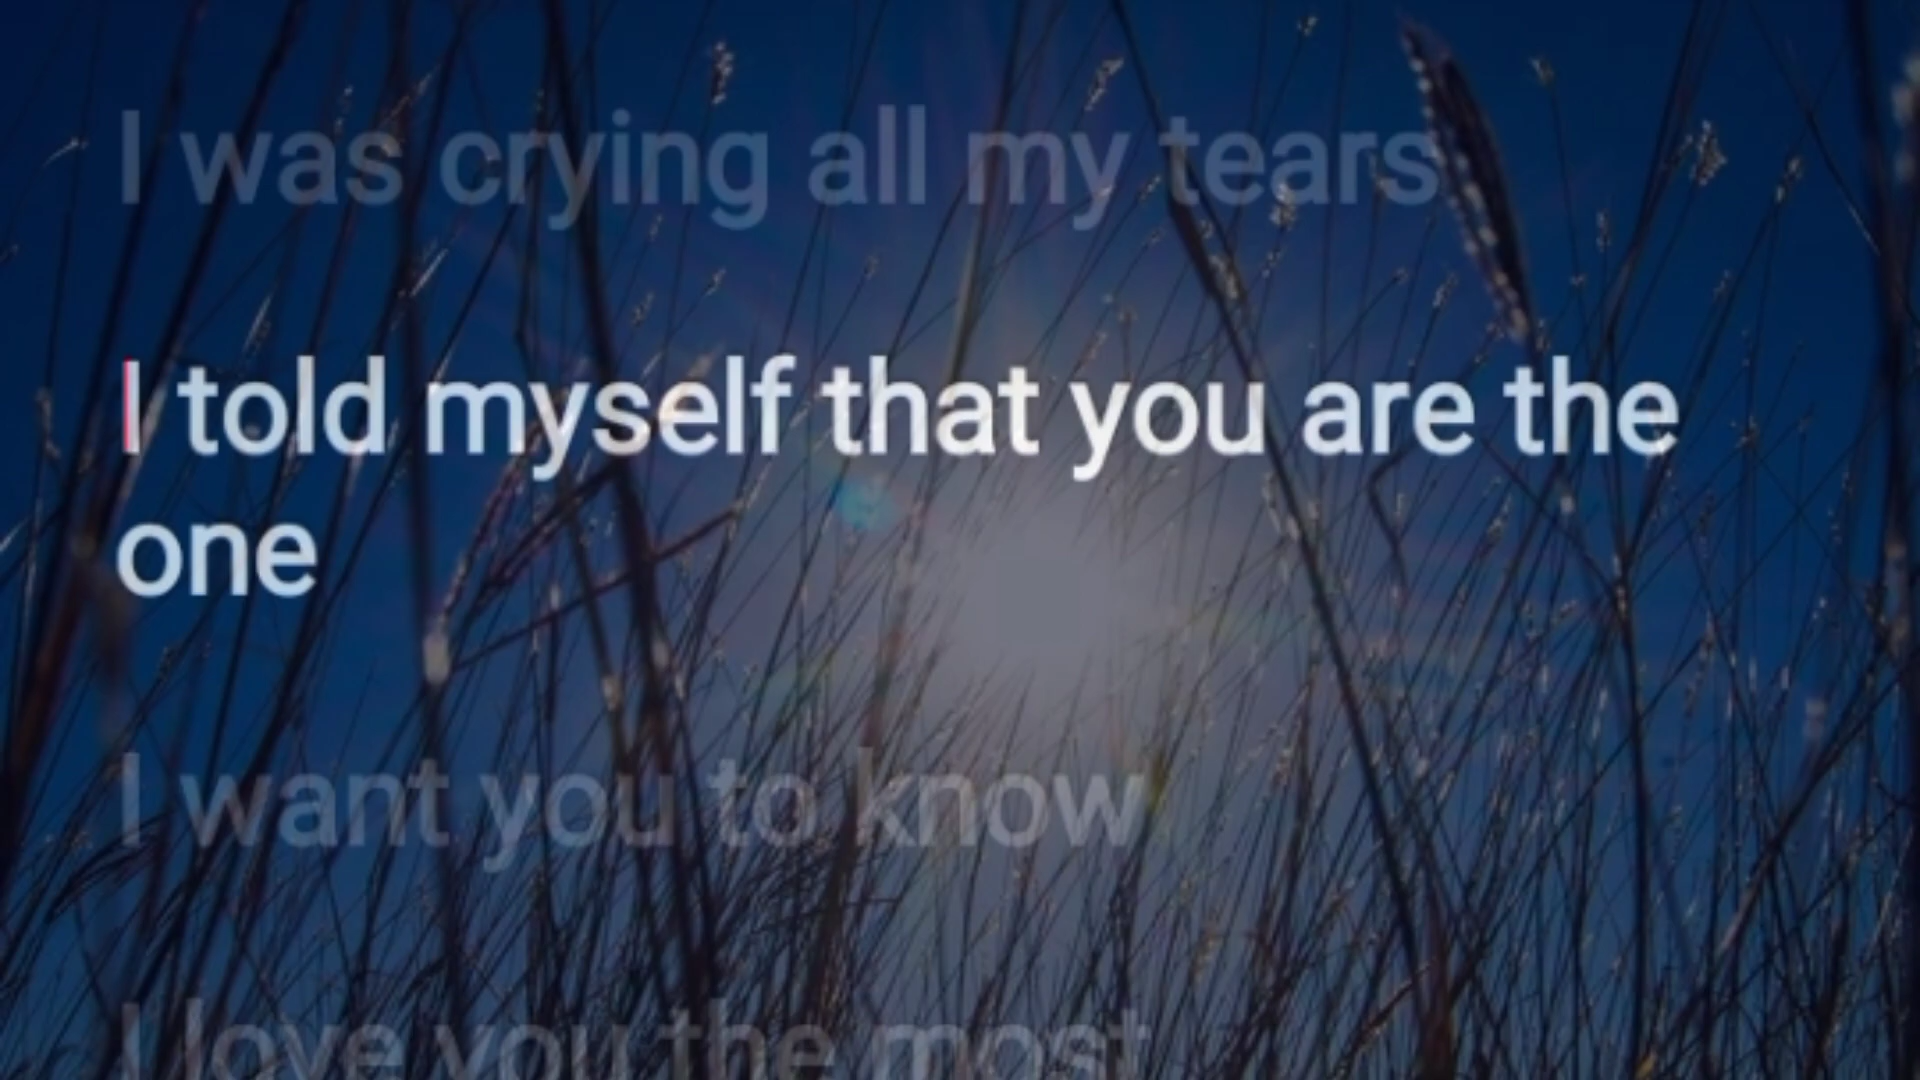 I was crying all my tears
I told myself that you are the
one
I want you to know
I love you the most